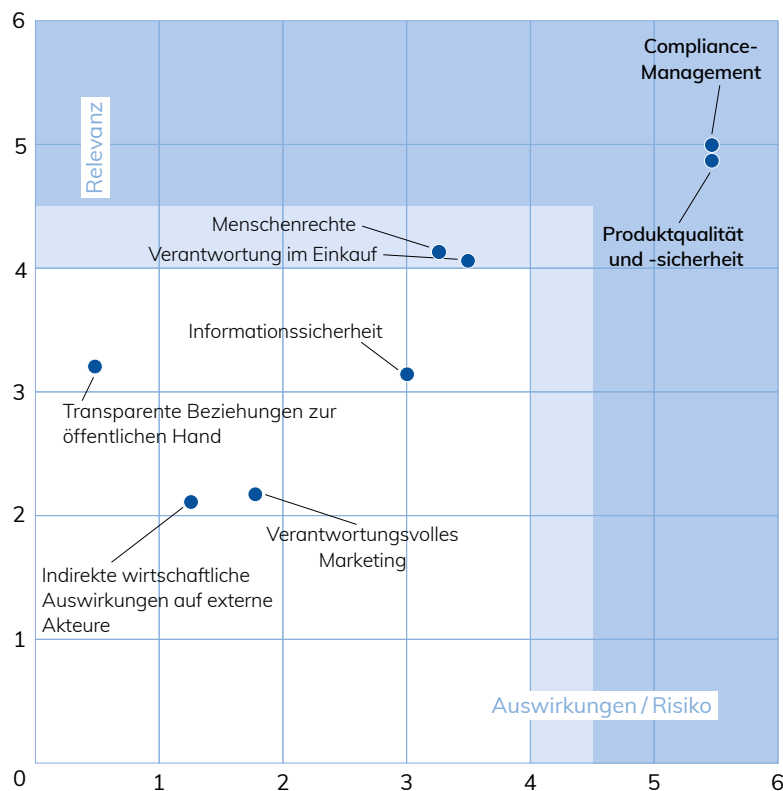 6
Compliance-
Management
Relevanz
5
Menschenrechte
Produktqualität
und -sicherheit
Verantwortung im Einkauf
4
Informationssicherheit
3
Transparente Beziehungen zur
öffentlichen Hand
2
Verantwortungsvolles
Marketing
Indirekte wirtschaftliche
Auswirkungen auf externe
Akteure
1
Auswirkungen / Risiko
0
1
2
3
4
5
6